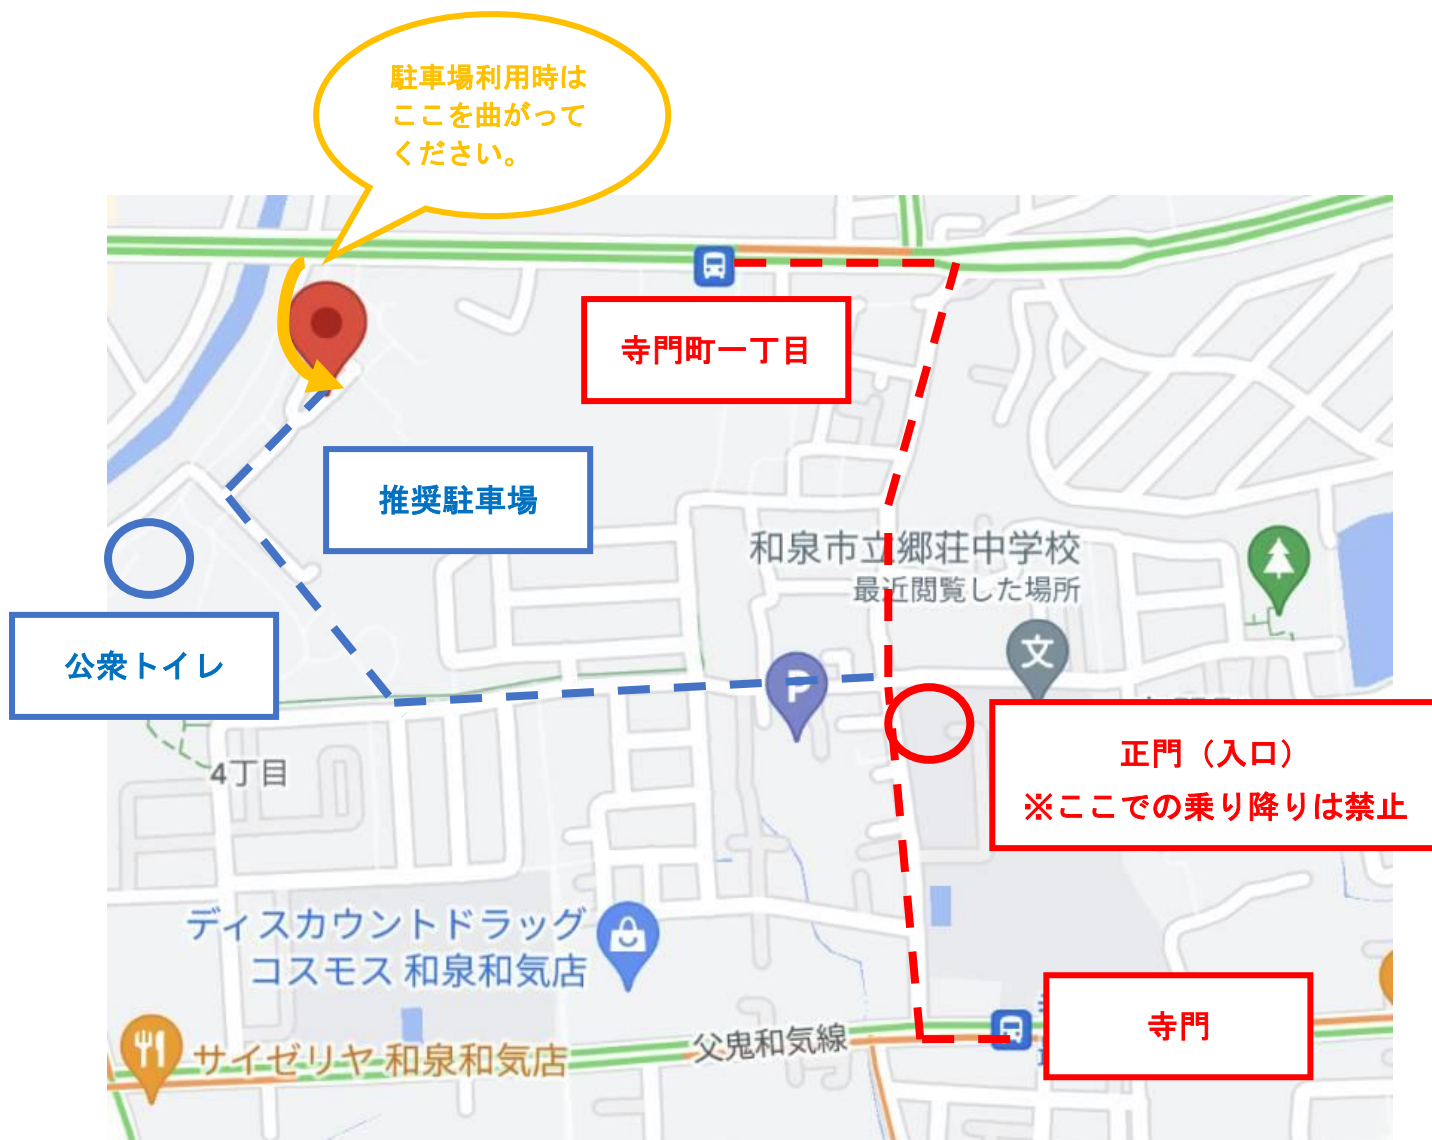 駐車場利用時は
ここを曲がって
ください。
寺門町一丁目
推奨駐車場
和泉市立郷荘中学校
最近閲覧した場所
文
公衆トイレ
P
正門（入口）
※ここでの乗り降りは禁止
4丁目
ディスカウントドラッグ
コスモス 和泉和気店
寺門
父鬼和気線
サイゼリヤ 和泉和気店